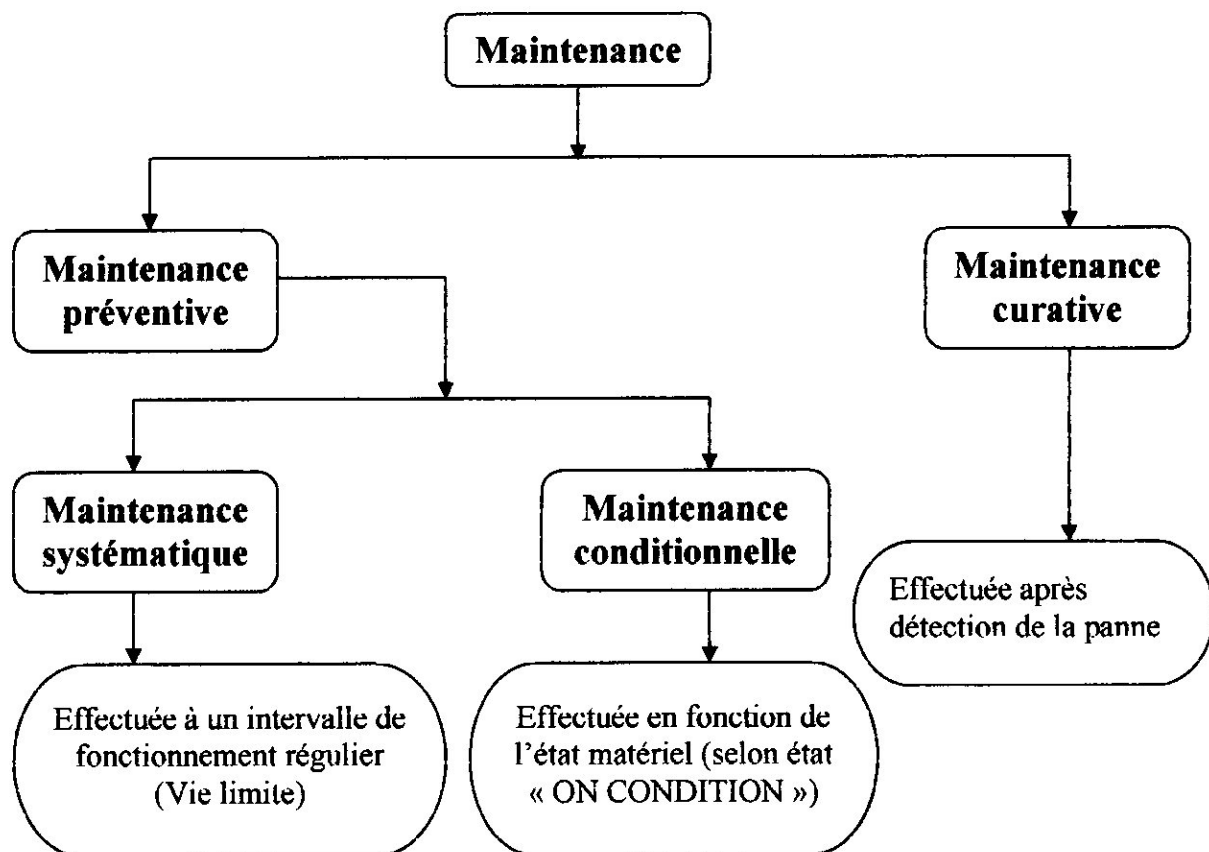 Maintenance
Maintenance
préventive
Maintenance
curative
Maintenance
systématique
Maintenance
conditionnelle
Effectuée après
détection de la panne
Effectuée à un intervalle de
fonctionnement régulier
(Vie limite)
Effectuée en fonction de
l'état matériel (selon état
« ON CONDITION »)